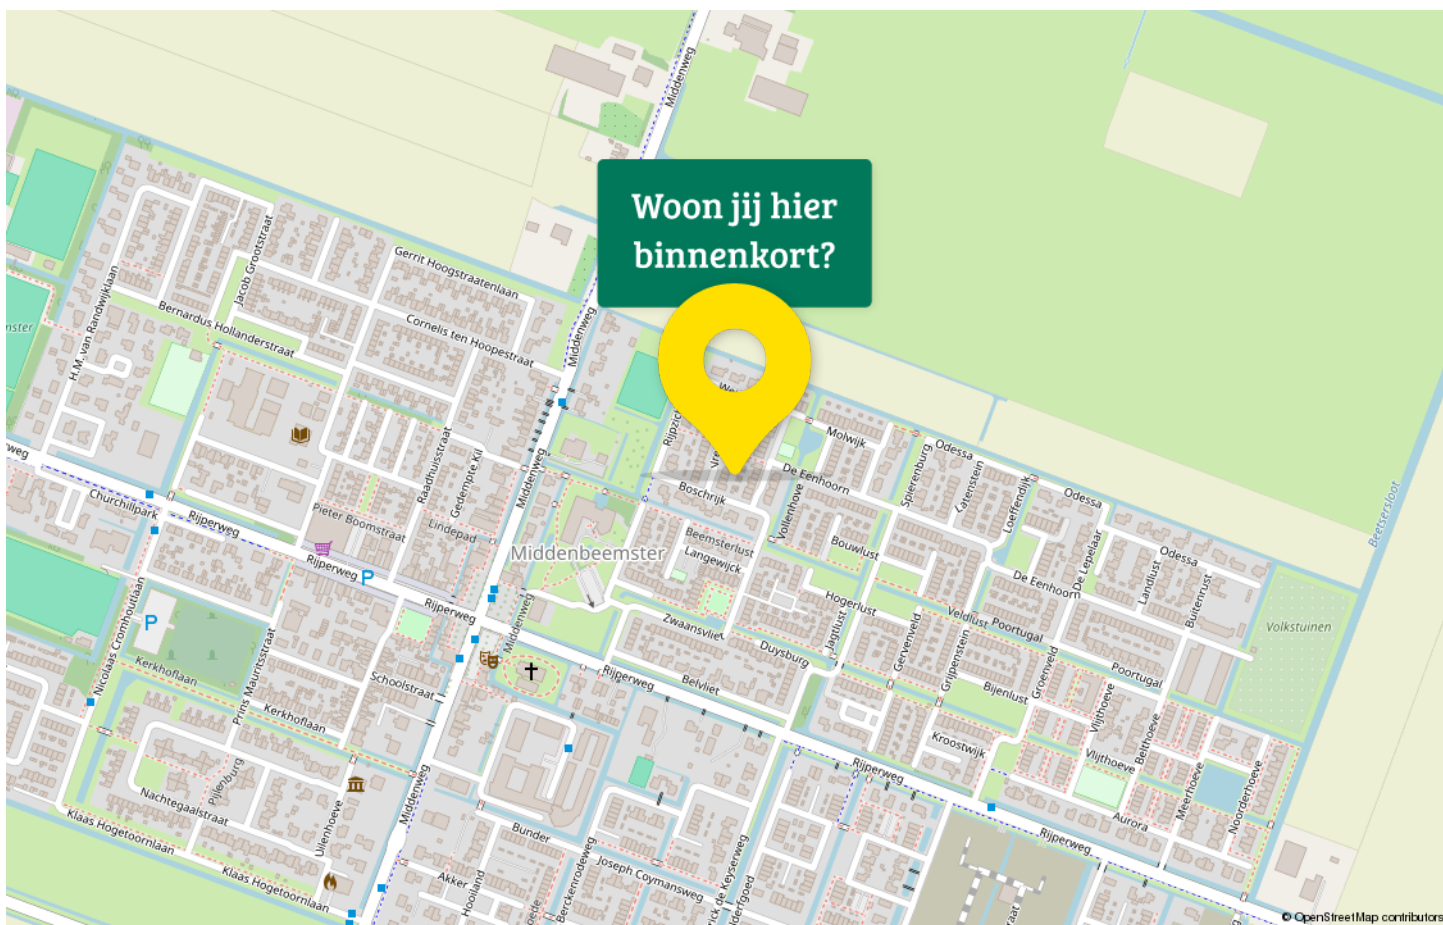 Middenweg
Woon jij hier
binnenkort?
Gerrit Hoogstraatenlaan
Jacob Grootstraat
H.M. van Randwijklaan
Bernardus Hollanderstraat
Cornelis ten Hoopestraat
Middenweg
Molwijk
Odessa
De Eenhoorn
Spierenburg
Latenstein
Loeffendijk
Odessa
Beetsersloot
Raadhuisstraat
Gedempte Kil
Middenweg
Boschrijk
Vollenhove
Churchillpark
Rijperweg
Pieter Boomstraat
Lindepad
Middenbeemster
Beemsterlust
Langewijck
Bouwlust
De Lepelaar
Odessa
Rijperweg
P
De Eenhoorn
Landlust
Buitenrust
Rijperweg
Middenweg
Hogerlust
Veldlust
Poortugal
Volkstuinen
P
Nicolaas Cromhoutlaan
Zwaansvliet
Duysburg
Jagtlust
Gervenveld
Grijpenstein
Groenveld
Poortugal
Kerkhoflaan
Prins Mauritsstraat
Schoolstraat
Rijperweg
Belvliet
Bijenlust
Vlijthoeve
Kerkhoflaan
Belthoeve
Kroostwijk
Vlijthoeve
Pijlenburg
Nachtegaalstraat
Middenweg
Rijperweg
Meerhoeve
Noorderhoeve
Klaas Hogetoornlaan
Uilenhoeve
Bunder
Aurora
Rijperweg
Joseph Coymansweg
Klaas Hogetoornlaan
Akker
Hooiland
Berckenrodeweg
© OpenStreetMap contributors